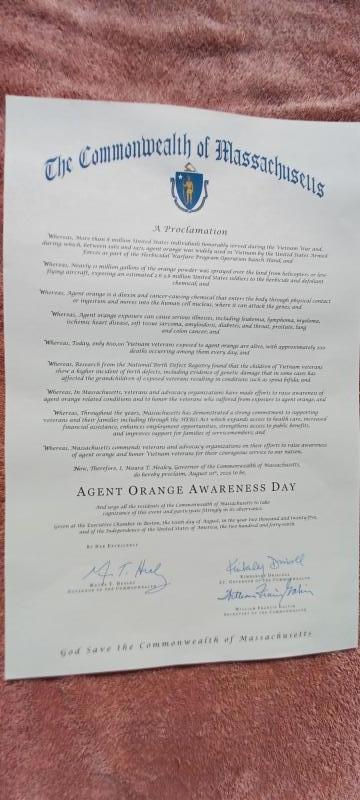 The Commonwealth of Massachusetts
A Proclamation
Whereas, More than 6 million United States individuals honorably served during the Vietnam War and,
during which, between 1962 and 1971, agent orange was widely used in Vietnam by the United States Armed
Forces as part of the Herbicidal Warfare Program Operation Ranch Hand; and
Whereas, Nearly 11 million gallons of the orange powder was sprayed over the land from helicopters or low
flying aircraft, exposing an estimated 2.6 million United States soldiers to the herbicide and defoliant
chemical; and
Whereas, Agent orange is a dioxin and cancer-causing chemical that enters the body through physical contact
or ingestion and moves into the human cell nucleus, where it can attack the genes; and
Whereas, Agent orange exposure can cause serious illnesses, including leukemia, lymphoma, myeloma,
ischemic heart disease, soft tissue sarcoma, amyloidosis, diabetes; and throat, prostate, lung
and colon cancer; and
Whereas, Today, only 800,00 Vietnam veterans exposed to agent orange are alive, with approximately 200
deaths occurring among them every day; and
Whereas, Research from the National Birth Defect Registry found that the children of Vietnam veterans
show a higher incident of birth defects, including evidence of genetic damage that in some cases has
affected the grandchildren of exposed veterans resulting in conditions such as spina bifida; and
Whereas, In Massachusetts, veterans and advocacy organizations have made efforts to raise awareness of
agent orange related conditions and to honor the veterans who suffered from exposure to agent orange; and
Whereas, Throughout the years, Massachusetts has demonstrated a strong commitment to supporting
veterans and their families including through the HERO Act which expands access to health care, increased
financial assistance, enhances employment opportunities, strengthens access to public benefits,
and improves support for families of servicemembers; and
Whereas, Massachusetts commends veterans and advocacy organizations on their efforts to raise awareness
of agent orange and honor Vietnam veterans for their courageous service to our nation,
Now, Therefore, I, Maura T. Healey, Governor of the Commonwealth of Massachusetts,
do hereby proclaim, August 10th, 2025 to be,
Agent Orange Awareness Day
And urge all the residents of the Commonwealth of Massachusetts to take
cognizance of this event and participate fittingly in its observance.
Given at the Executive Chamber in Boston, the tenth day of August, in the year two thousand and twenty-five,
and of the Independence of the United States of America, the two hundred and forty-ninth.
By Her Excellency
Maura T. Healey
Governor of the Commonwealth
Kimberley Driscoll
Lt. Governor of the Commonwealth
William Francis Galvin
Secretary of the Commonwealth
God Save the Commonwealth of Massachusetts